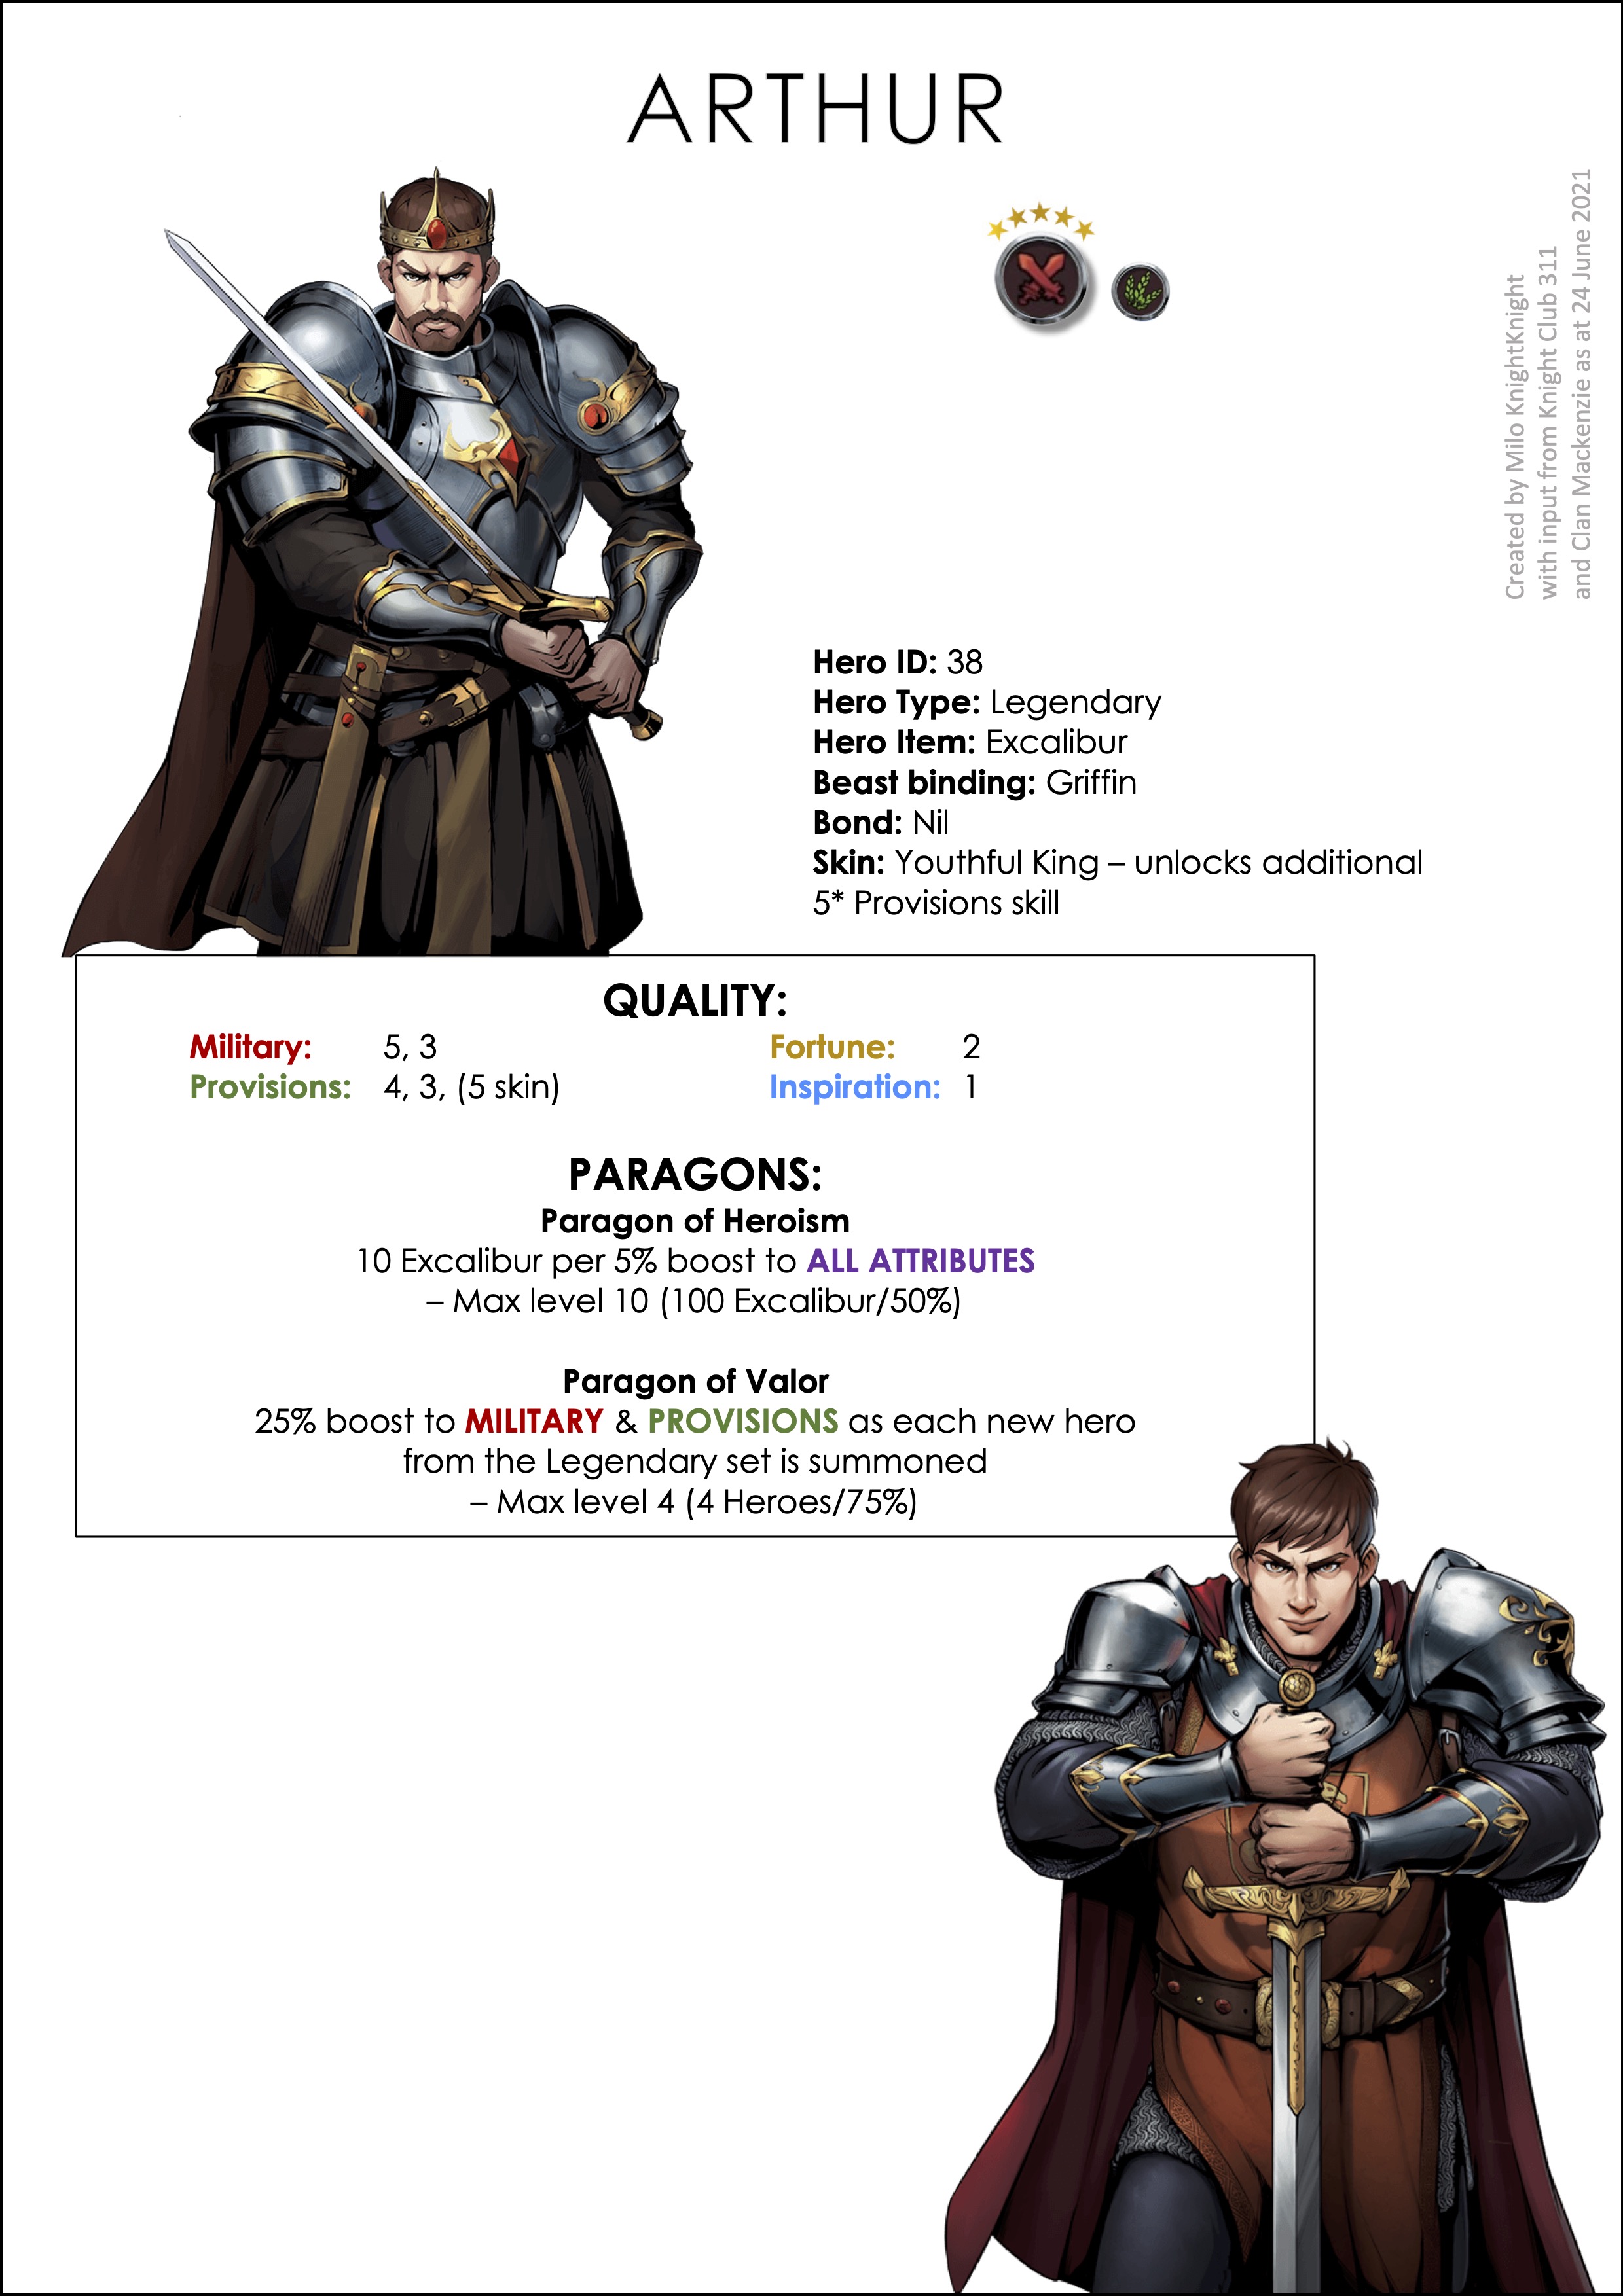 ARTHUR
Created by Milo KnightKnight
with input from Knight Club 311
and Clan Mackenzie as at 24 June 2021
Hero ID: 38
Hero Type: Legendary
Hero Item: Excalibur
Beast binding: Griffin
Bond: Nil
Skin: Youthful King – unlocks additional
5* Provisions skill
QUALITY:
Military: 5, 3 Fortune: 2
Provisions: 4, 3, (5 skin) Inspiration: 1
PARAGONS:
Paragon of Heroism
10 Excalibur per 5% boost to ALL ATTRIBUTES
– Max level 10 (100 Excalibur/50%)
Paragon of Valor
25% boost to MILITARY & PROVISIONS as each new hero
from the Legendary set is summoned
– Max level 4 (4 Heroes/75%)